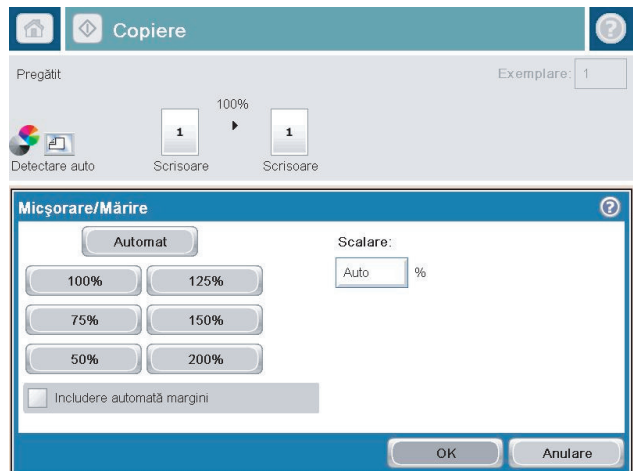 Copiere
Pregătit
Exemplare: 1
100%
1
1
Detectare auto
Scrisoare
Scrisoare
Micşorare/Mărire
Automat
Scalare:
Auto %
100%
125%
75%
150%
50%
200%
Includere automată margini
OK
Anulare